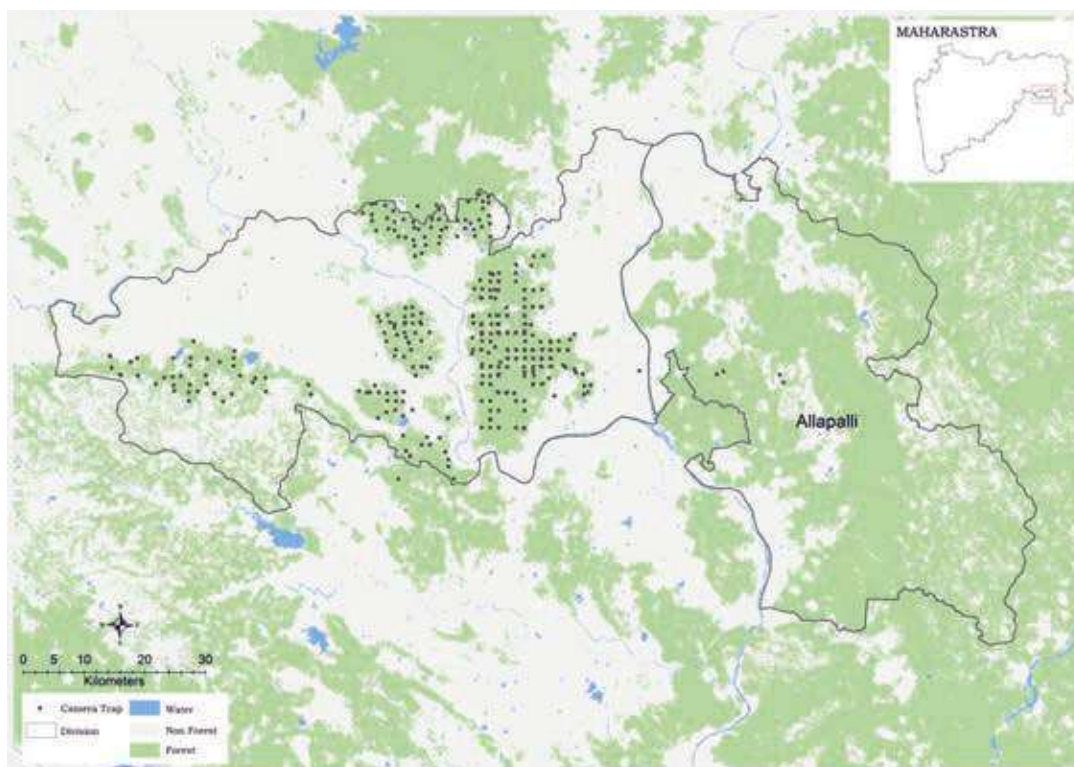 MAHARASTRA
Allapalli
0 5 10 20 30
Kilometers
Camera Trap
Water
Division
Non Forest
Forest